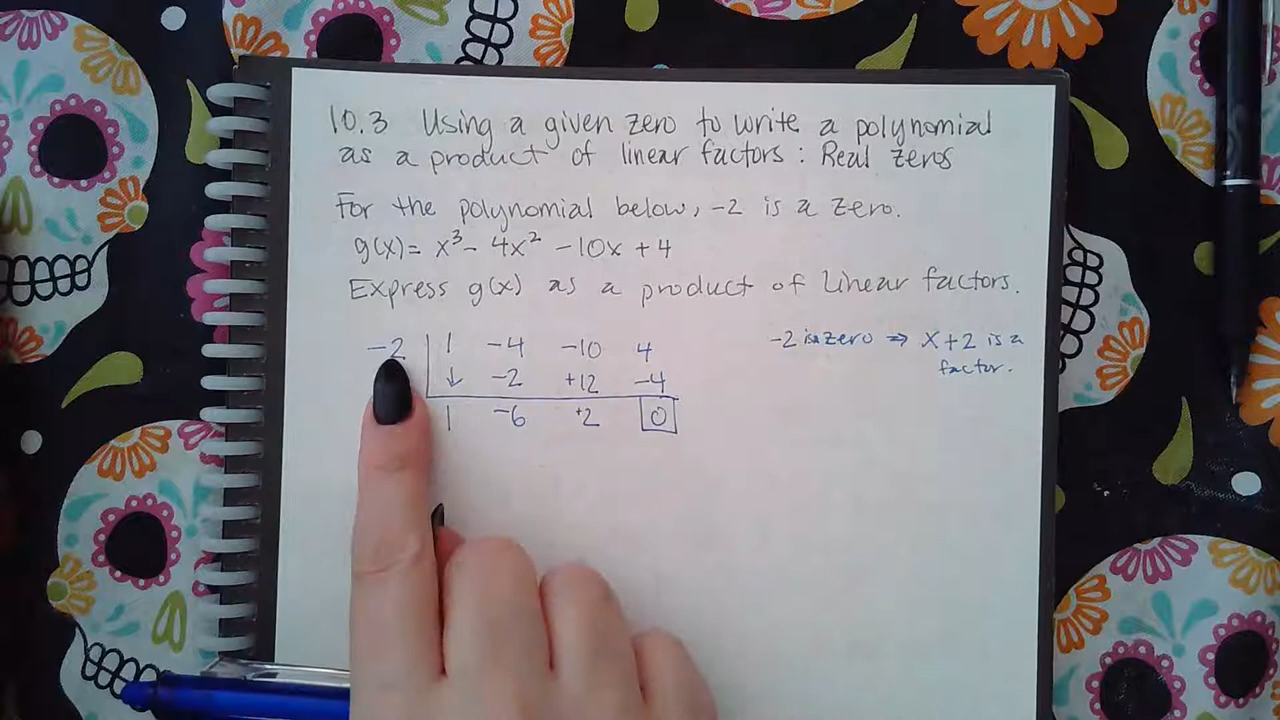 10.3 Using a given zero to write a polynomial
as a product of linear factors: Real zeros
For the polynomial below, -2 is a zero.
g(x) = x³ - 4x² - 10x + 4
Express g(x) as a product of linear factors.
-2 | 1 -4 -10 4
↓ -2 +12 -4
1 -6 +2 0
-2 is zero ⇒ x+2 is a
factor.